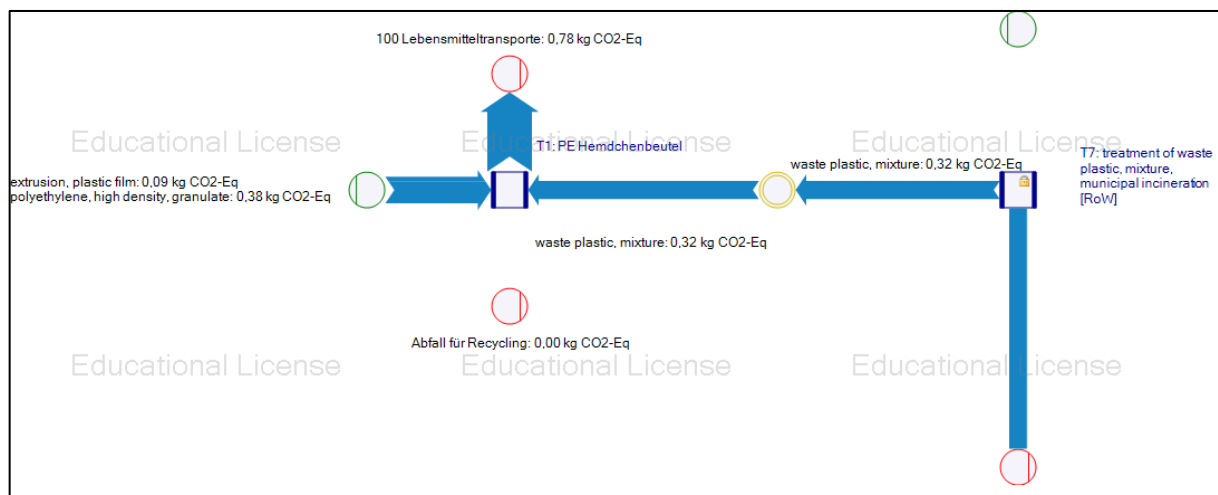 100 Lebensmitteltransporte: 0,78 kg CO2-Eq
Educational License
Educational License
Educational License
T1: PE Hemdchenbeutel
waste plastic, mixture: 0,32 kg CO2-Eq
T7: treatment of waste
plastic, mixture,
municipal incineration
[RoW]
extrusion, plastic film: 0,09 kg CO2-Eq
polyethylene, high density, granulate: 0,38 kg CO2-Eq
waste plastic, mixture: 0,32 kg CO2-Eq
Abfall für Recycling: 0,00 kg CO2-Eq
Educational License
Educational License
Educational License